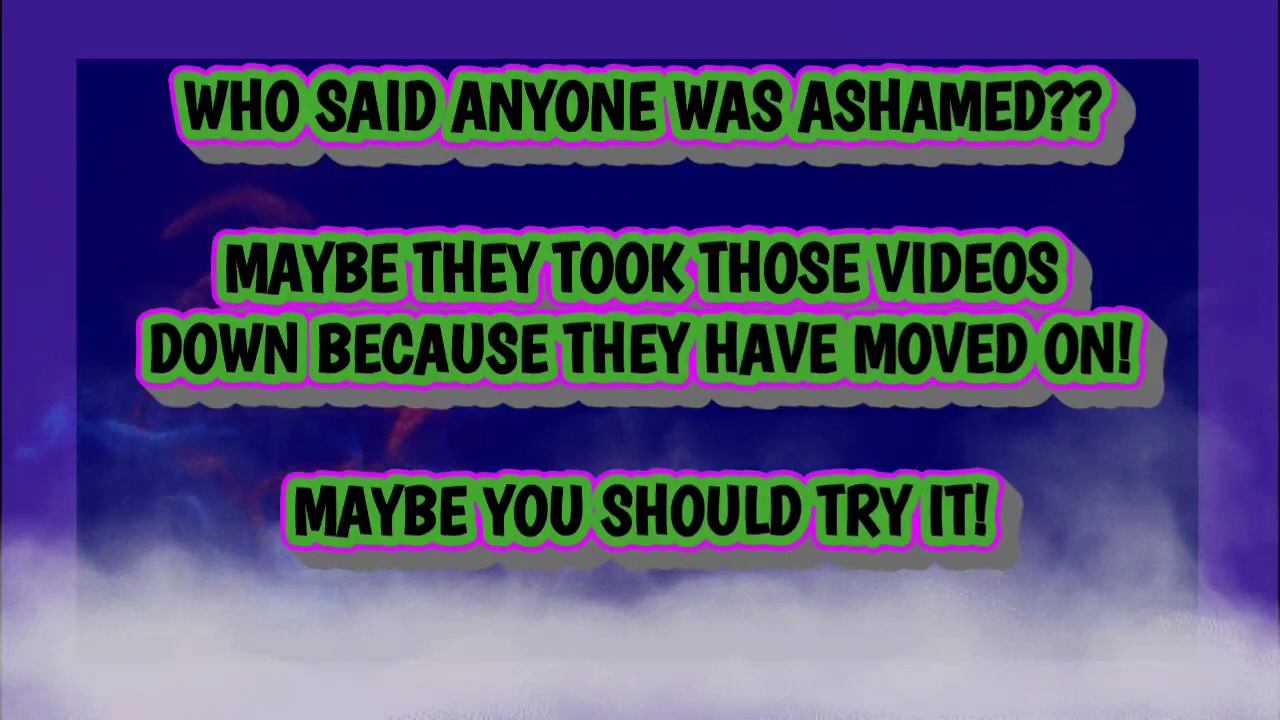 WHO SAID ANYONE WAS ASHAMED??
MAYBE THEY TOOK THOSE VIDEOS
DOWN BECAUSE THEY HAVE MOVED ON!
MAYBE YOU SHOULD TRY IT!